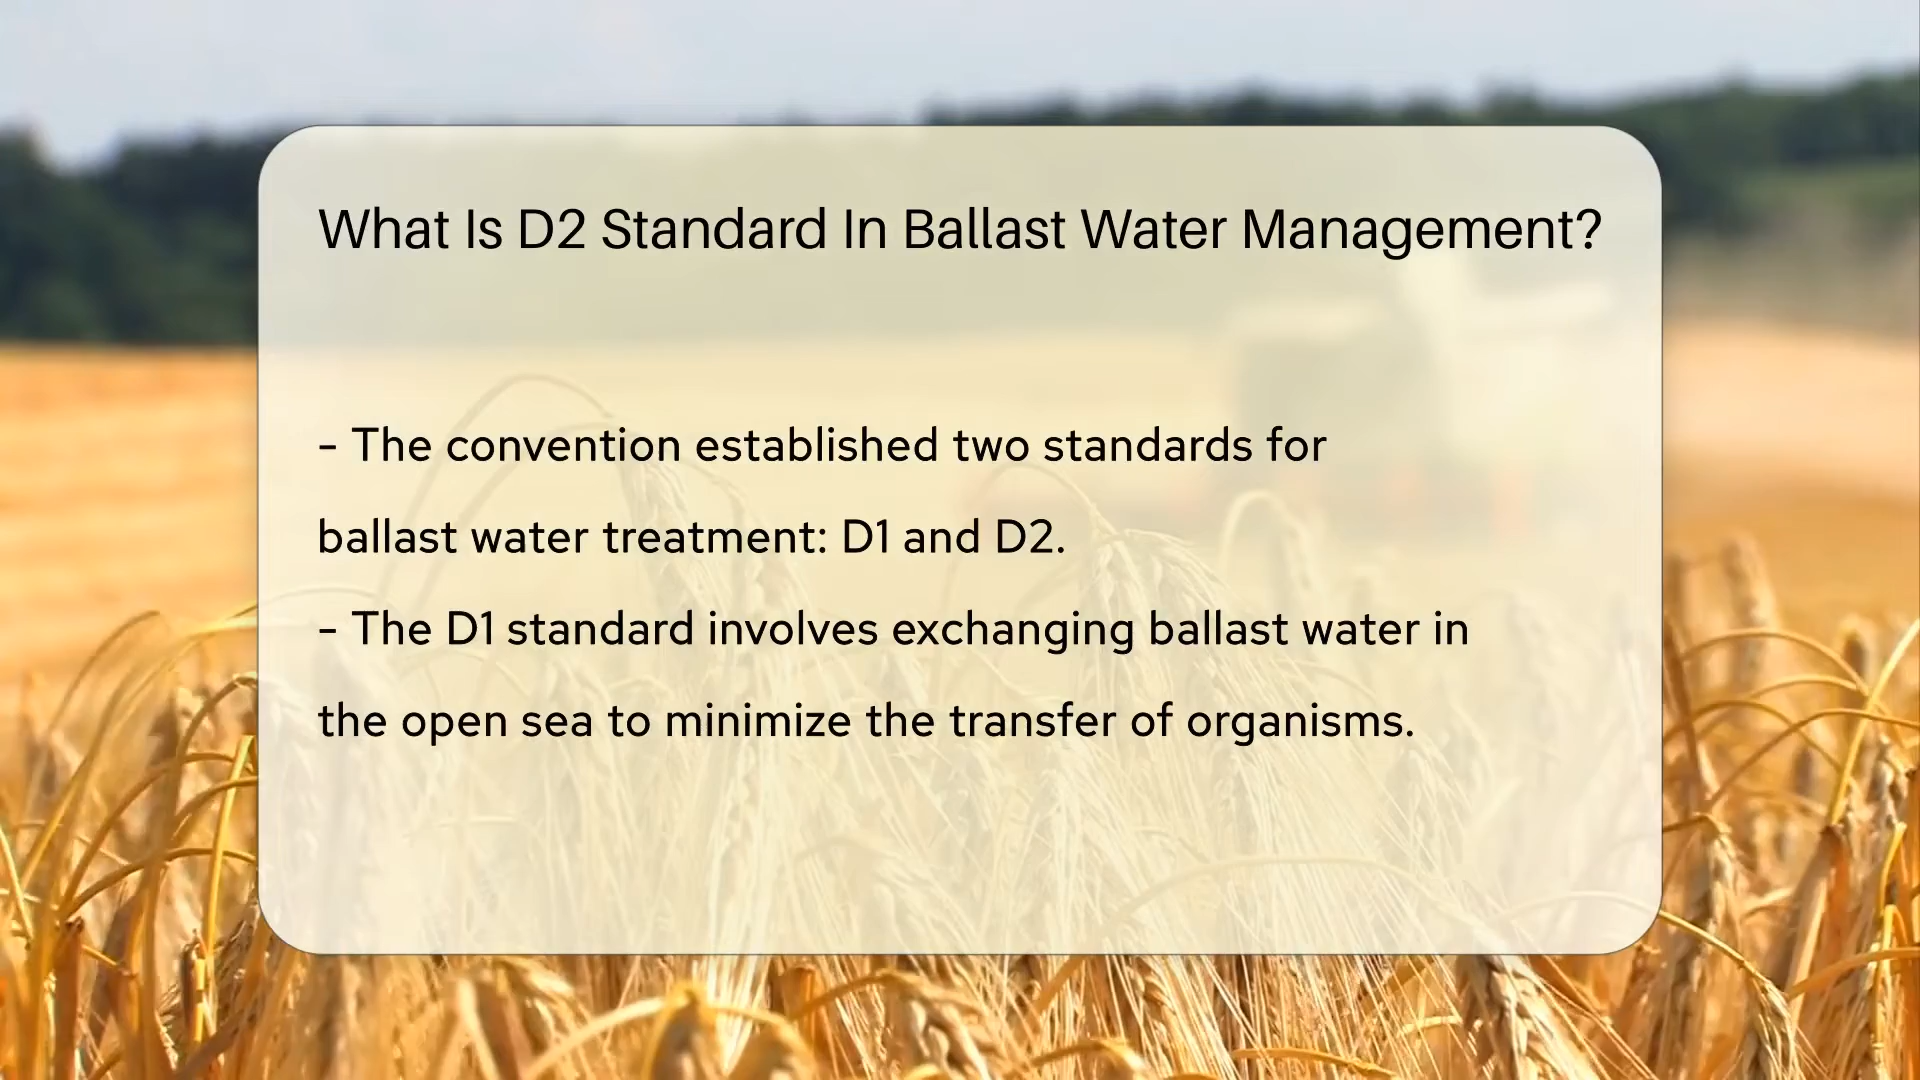 What Is D2 Standard In Ballast Water Management?
- The convention established two standards for
ballast water treatment: D1 and D2.
- The D1 standard involves exchanging ballast water in
the open sea to minimize the transfer of organisms.